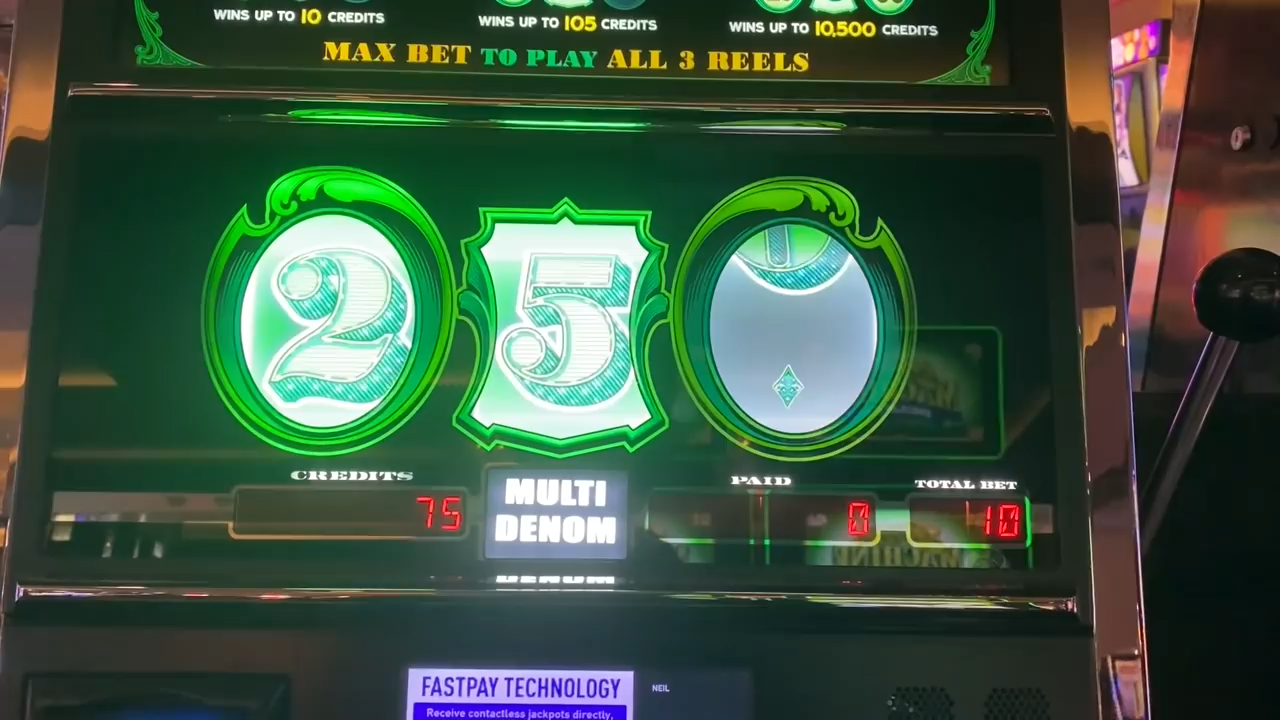 WINS UP TO 10 CREDITS
WINS UP TO 105 CREDITS
WINS UP TO 10,500 CREDITS
MAX BET TO PLAY ALL 3 REELS
2 5
CREDITS
75
MULTI
DENOM
PAID
0
TOTAL BET
10
FASTPAY TECHNOLOGY
Receive contactless jackpots directly,
NEIL